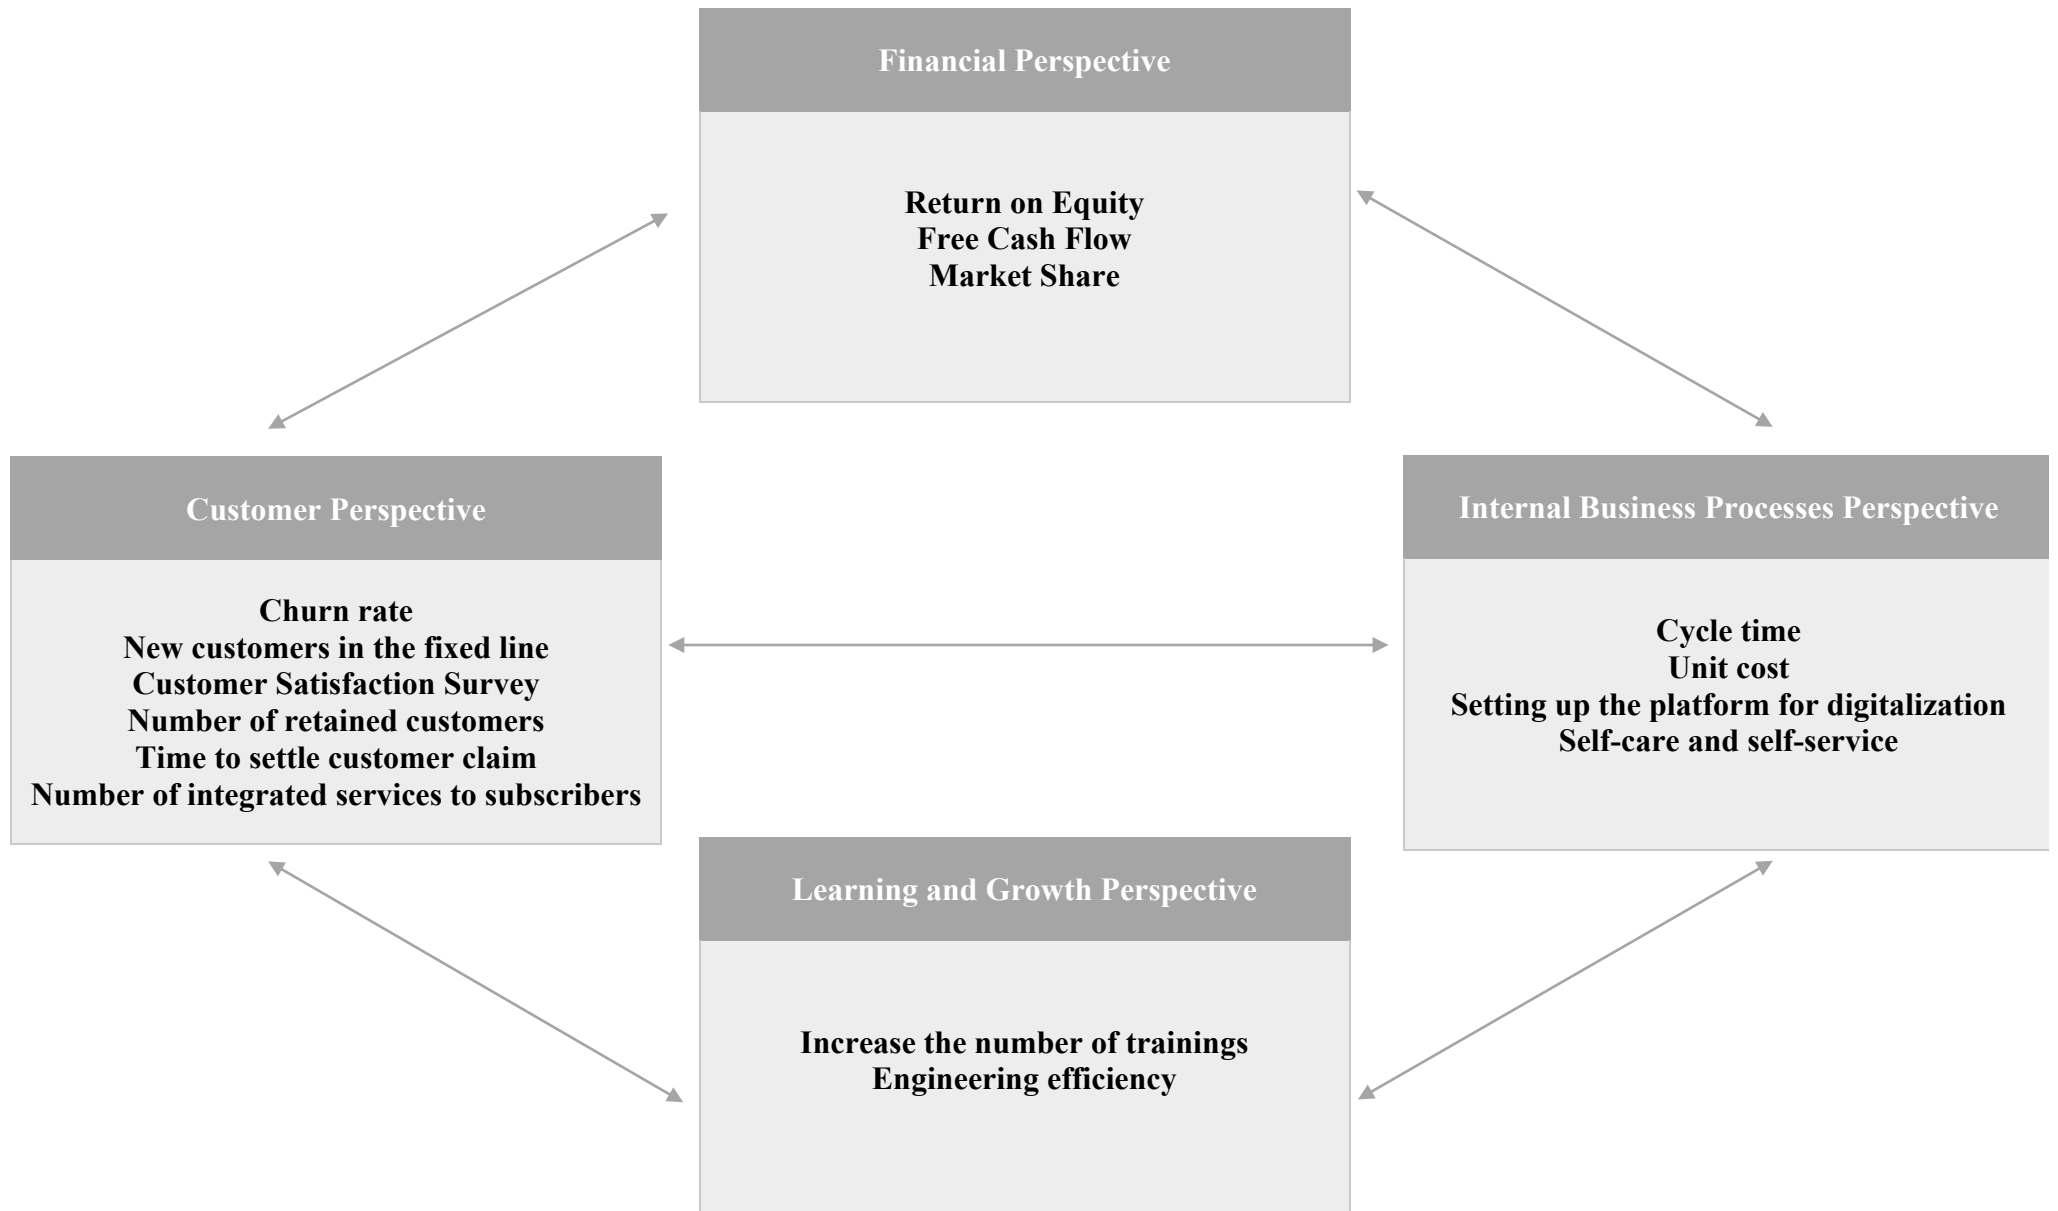 Financial Perspective
Return on Equity
Free Cash Flow
Market Share
Customer Perspective
Churn rate
New customers in the fixed line
Customer Satisfaction Survey
Number of retained customers
Time to settle customer claim
Number of integrated services to subscribers
Internal Business Processes Perspective
Cycle time
Unit cost
Setting up the platform for digitalization
Self-care and self-service
Learning and Growth Perspective
Increase the number of trainings
Engineering efficiency